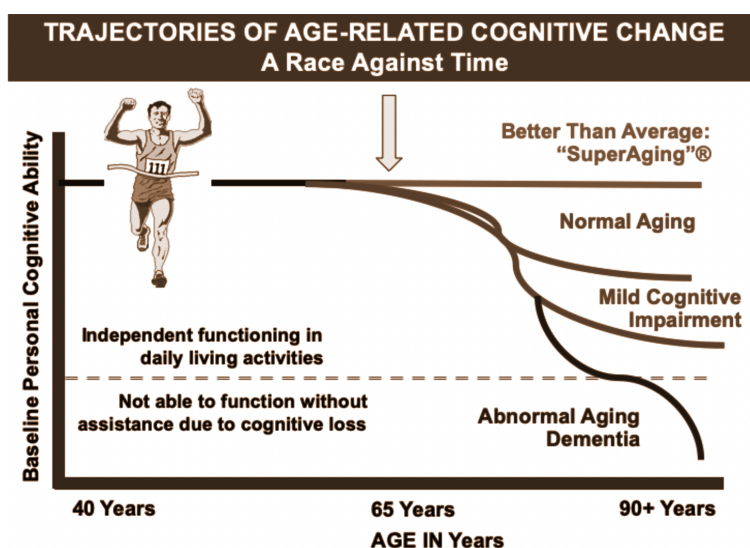 TRAJECTORIES OF AGE-RELATED COGNITIVE CHANGE
A Race Against Time
Baseline Personal Cognitive Ability
111
Better Than Average:
“SuperAging”®
Normal Aging
Mild Cognitive
Impairment
Independent functioning in
daily living activities
Not able to function without
assistance due to cognitive loss
Abnormal Aging
Dementia
40 Years
65 Years
90+ Years
AGE IN Years